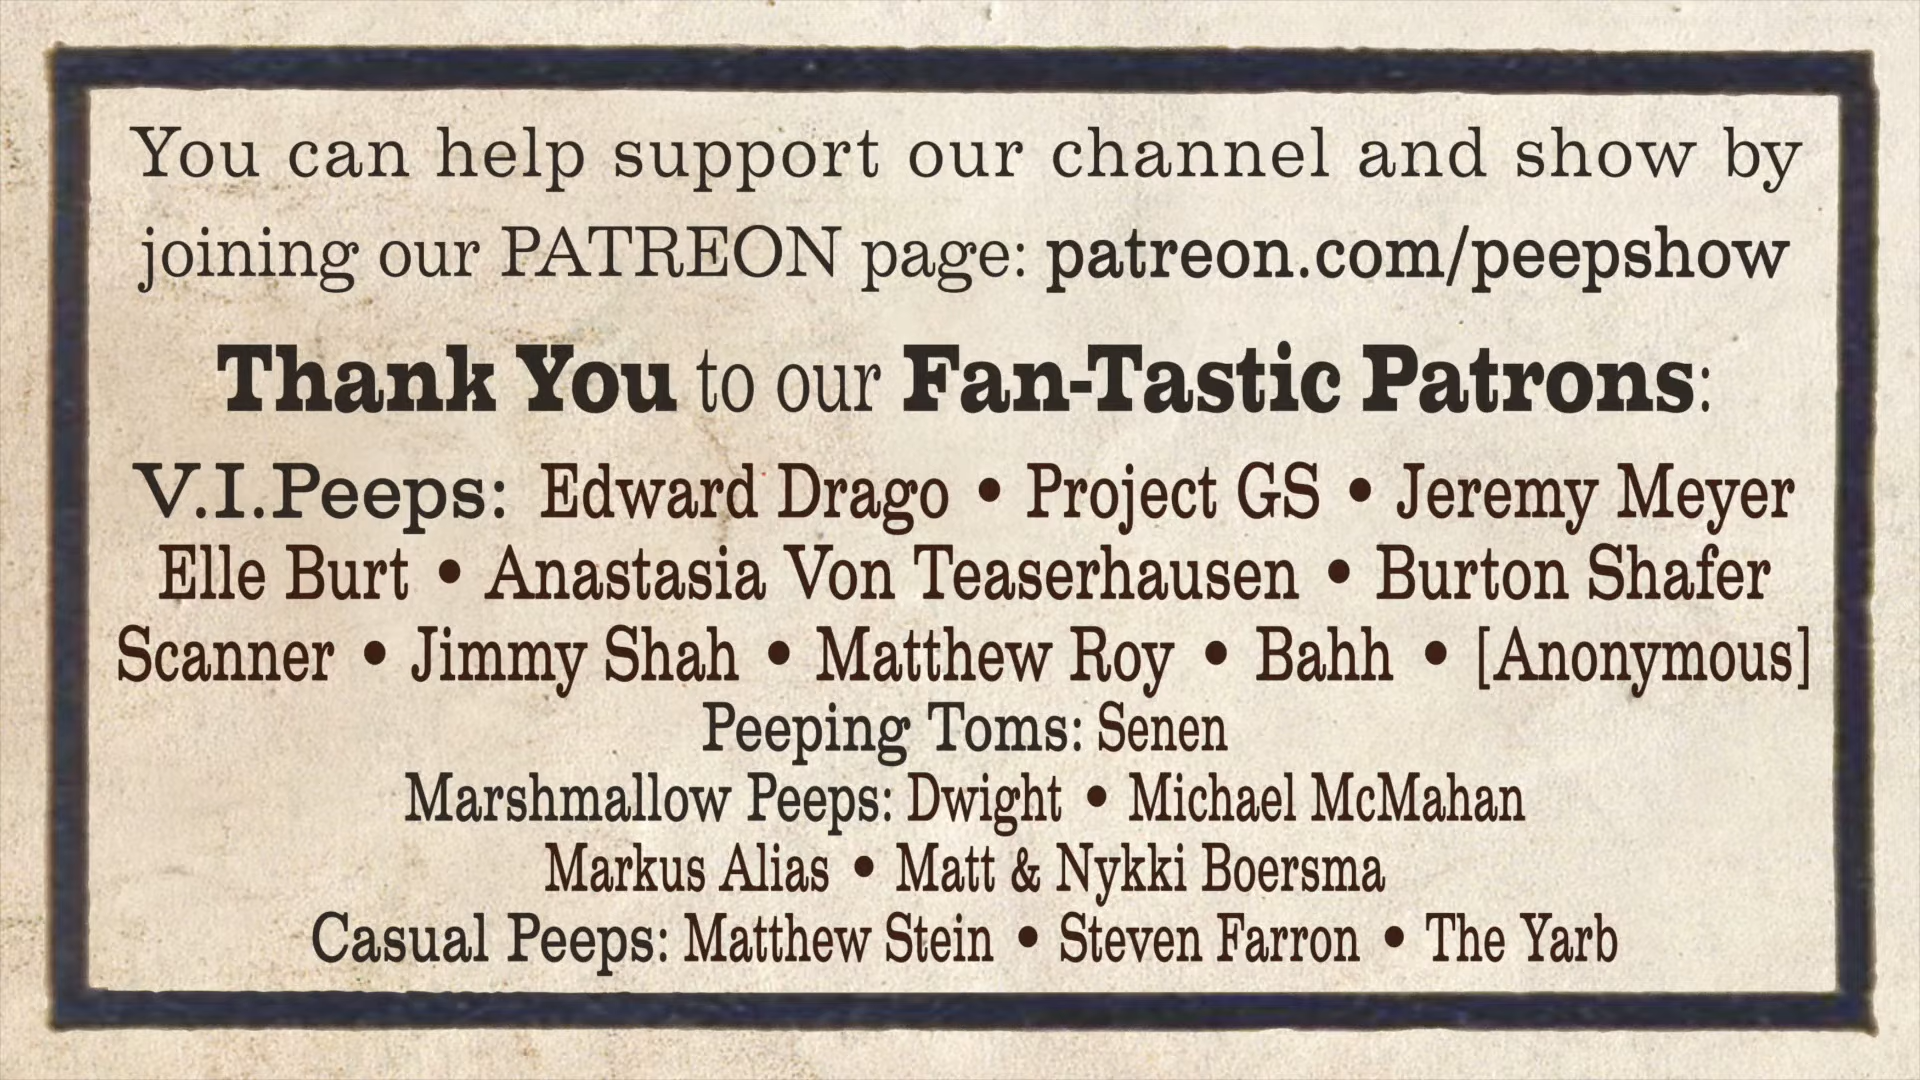 You can help support our channel and show by
joining our PATREON page: patreon.com/peepshow
Thank You to our Fan-Tastic Patrons:
V.I.Peeps: Edward Drago • Project GS • Jeremy Meyer
Elle Burt • Anastasia Von Teaserhausen • Burton Shafer
Scanner • Jimmy Shah • Matthew Roy • Bahh • [Anonymous]
Peeping Toms: Senen
Marshmallow Peeps: Dwight • Michael McMahan
Markus Alias • Matt & Nykki Boersma
Casual Peeps: Matthew Stein • Steven Farron • The Yarb